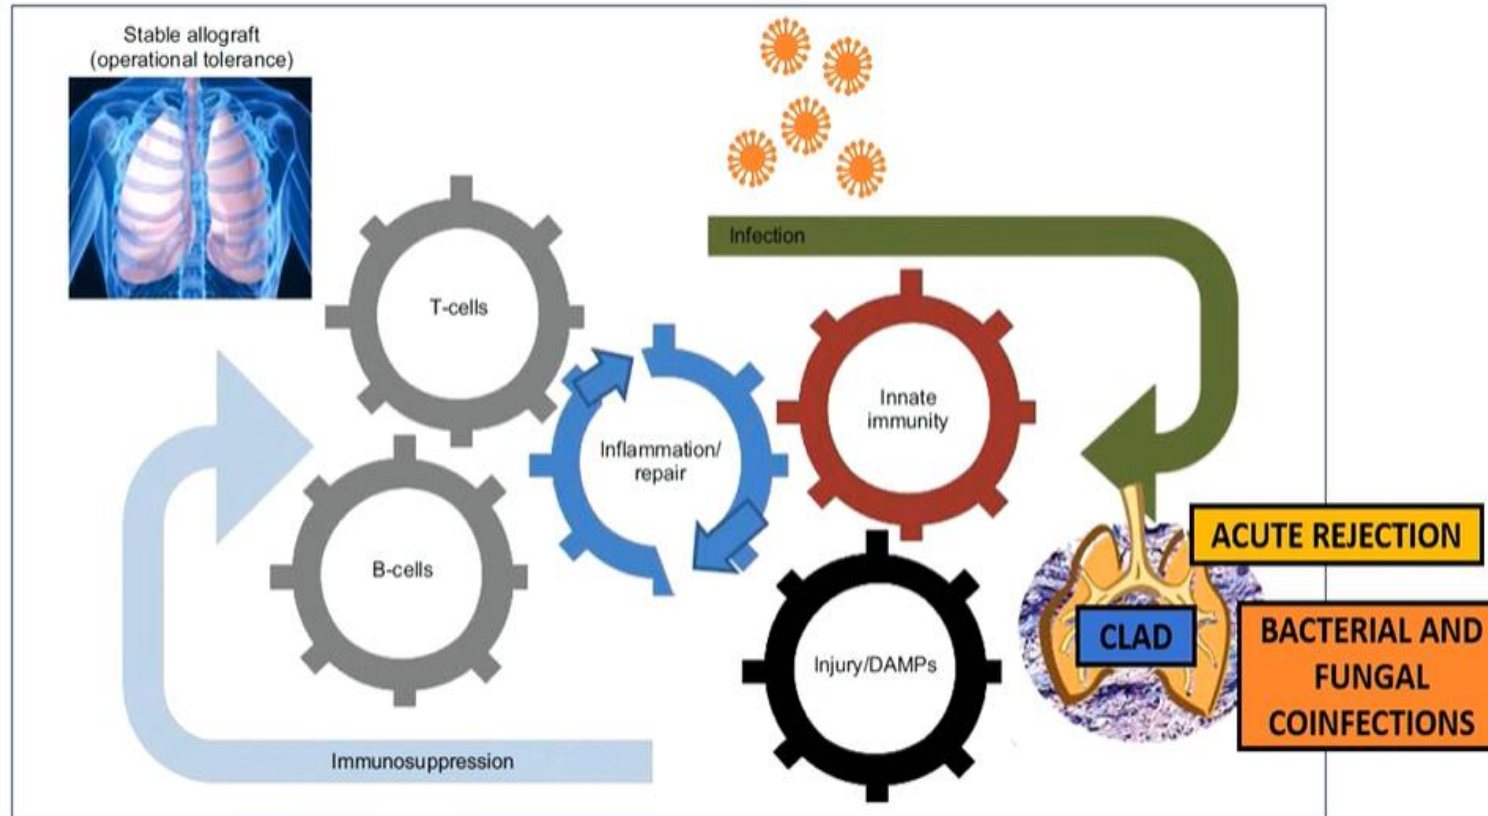 Stable allograft
(operational tolerance)
Infection
T-cells
Innate
immunity
Inflammation/
repair
B-cells
ACUTE REJECTION
CLAD
BACTERIAL AND
FUNGAL
COINFECTIONS
Injury/DAMPs
Immunosuppression